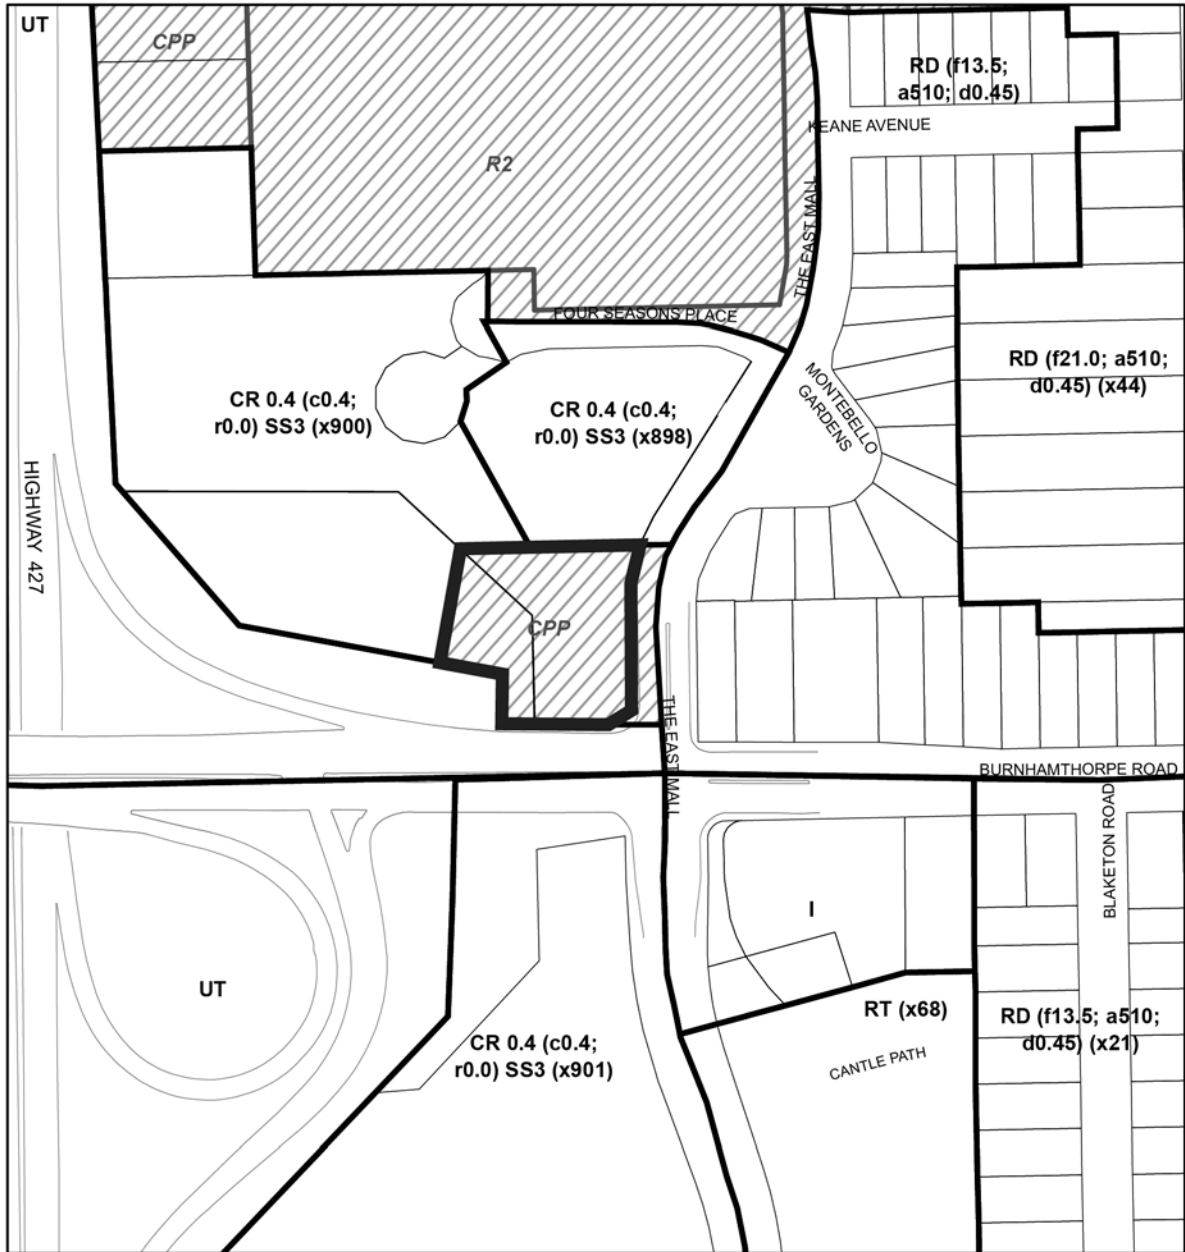 UT
CPP
RD (f13.5;
a510; d0.45)
KEANE AVENUE
R2
THE EAST MALL
FOUR SEASONS PLACE
RD (f21.0; a510;
d0.45) (x44)
MONTEBELLO
GARDENS
CR 0.4 (c0.4;
r0.0) SS3 (x900)
CR 0.4 (c0.4;
r0.0) SS3 (x898)
HIGHWAY 427
CPP
THE EAST MALL
BURNHAMTHORPE ROAD
BLAKETON ROAD
I
UT
RT (x68)
RD (f13.5; a510;
d0.45) (x21)
CR 0.4 (c0.4;
r0.0) SS3 (x901)
CANTLE PATH